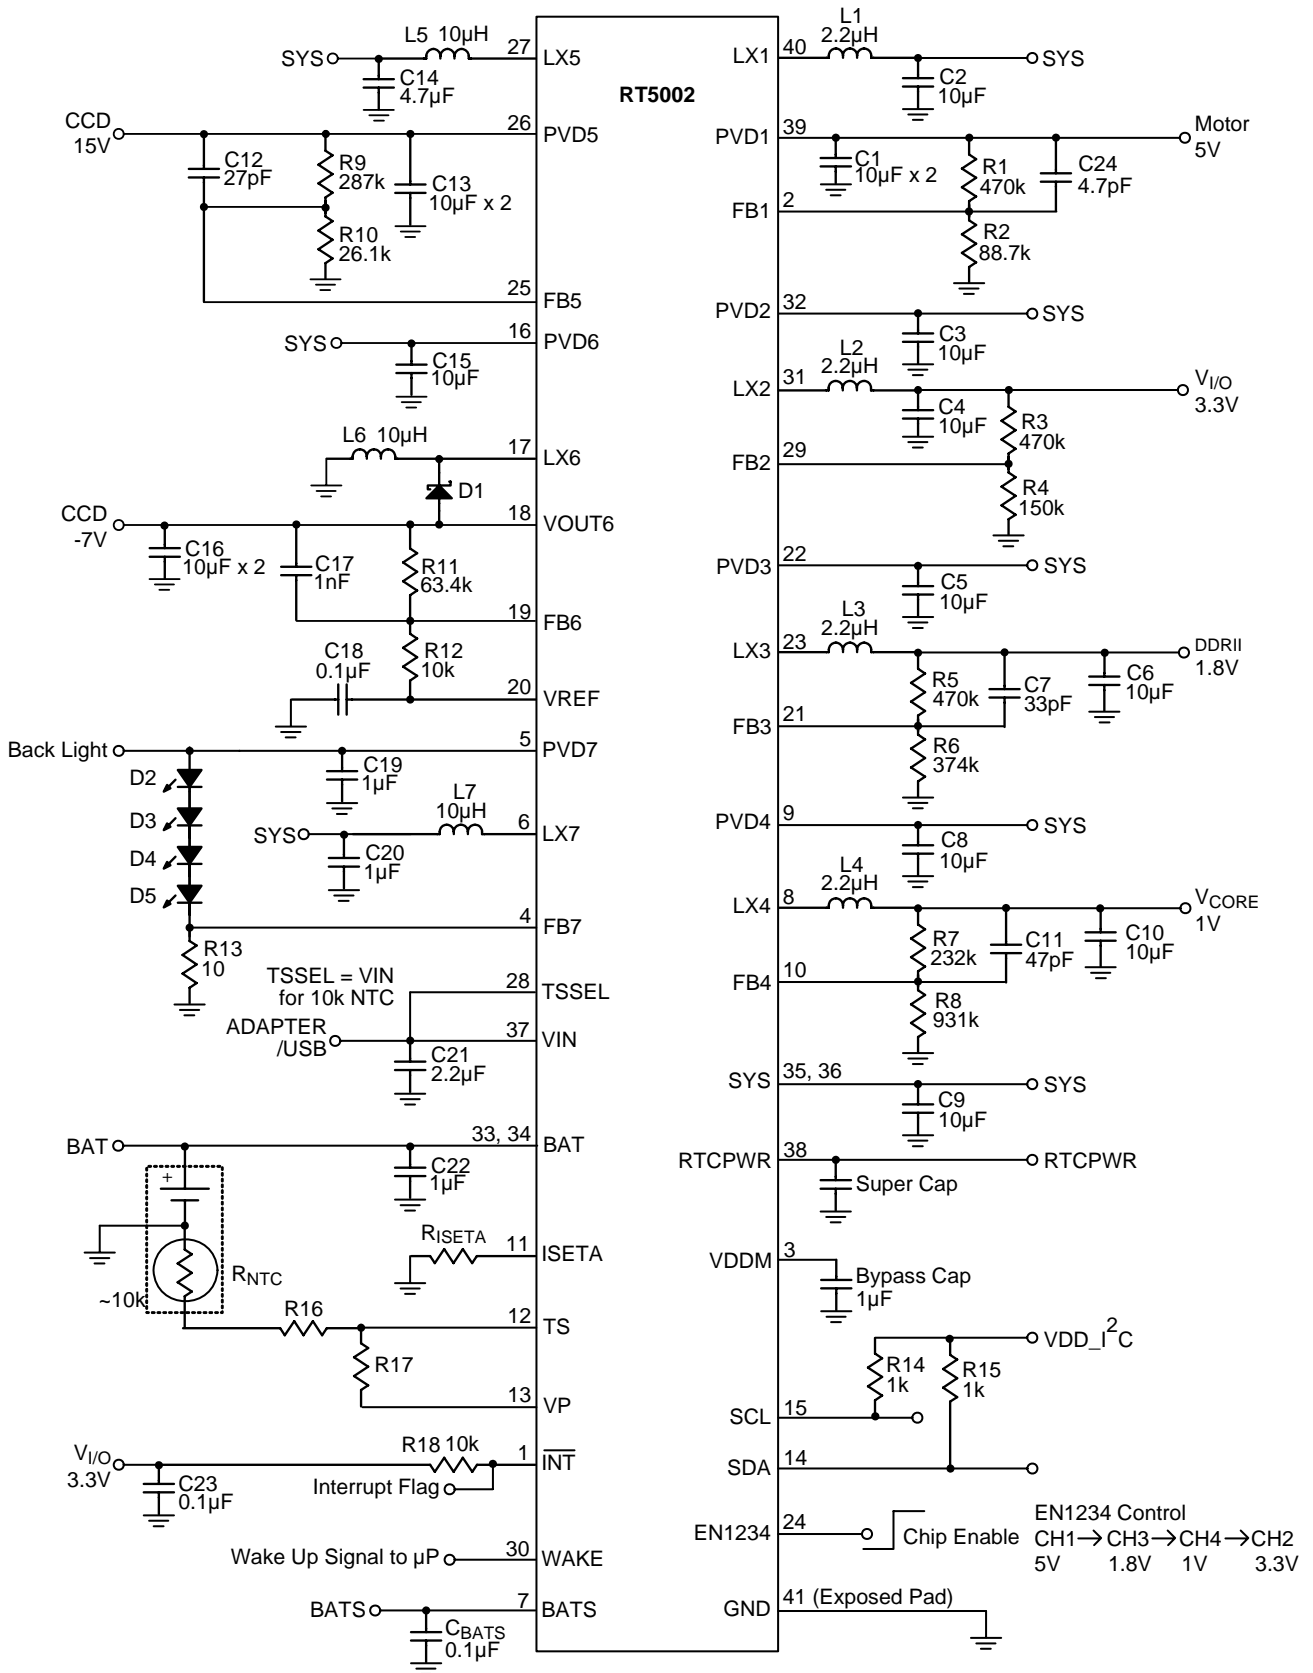 RT5002
L5 10µH
SYS
27
LX5
C14
4.7µF
CCD
15V
26
PVD5
C12
27pF
R9
287k
C13
10µF x 2
R10
26.1k
25
FB5
16
SYS
PVD6
C15
10µF
L6 10µH
17
LX6
D1
CCD
-7V
18
VOUT6
C16
10µF x 2
C17
1nF
R11
63.4k
19
FB6
C18
0.1µF
R12
10k
20
VREF
Back Light
5
PVD7
D2
C19
1µF
D3
L7
10µH
SYS
6
LX7
D4
C20
1µF
D5
4
FB7
R13
10
TSSEL = VIN
for 10k NTC
28
TSSEL
ADAPTER
/USB
37
VIN
C21
2.2µF
BAT
33, 34
BAT
+
C22
1µF
RISETA
11
ISETA
RNTC
~10k
R16
12
TS
R17
13
VP
VI/O
3.3V
R18 10k
1
INT
C23
0.1µF
Interrupt Flag
Wake Up Signal to µP
30
WAKE
BATS
7
BATS
CBATS
0.1µF
L1
2.2µH
LX1
40
SYS
C2
10µF
PVD1
39
Motor
5V
C1
10µF x 2
R1
470k
C24
4.7pF
FB1
2
R2
88.7k
PVD2
32
SYS
C3
10µF
L2
2.2µH
LX2
31
VI/O
3.3V
C4
10µF
R3
470k
FB2
29
R4
150k
PVD3
22
SYS
C5
10µF
L3
2.2µH
LX3
23
DDRII
1.8V
R5
470k
C7
33pF
C6
10µF
FB3
21
R6
374k
PVD4
9
SYS
C8
10µF
L4
2.2µH
LX4
8
VCORE
1V
R7
232k
C11
47pF
C10
10µF
FB4
10
R8
931k
SYS
35, 36
SYS
C9
10µF
RTCPWR
38
RTCPWR
Super Cap
VDDM
3
Bypass Cap
1µF
VDD_I2C
R14
1k
R15
1k
SCL
15
SDA
14
EN1234
24
Chip Enable
EN1234 Control
CH1→CH3→CH4→CH2
5V 1.8V 1V 3.3V
GND
41 (Exposed Pad)